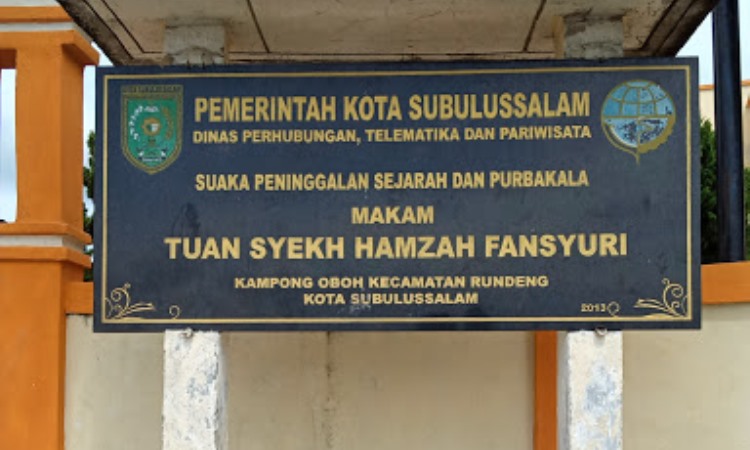 PEMERINTAH KOTA SUBULUSSALAM
DINAS PERHUBUNGAN, TELEMATIKA DAN PARIWISATA
SUAKA PENINGGALAN SEJARAH DAN PURBAKALA
MAKAM
TUAN SYEKH HAMZAH FANSYURI
KAMPONG OBOH KECAMATAN RUNDENG
KOTA SUBULUSSALAM
2013